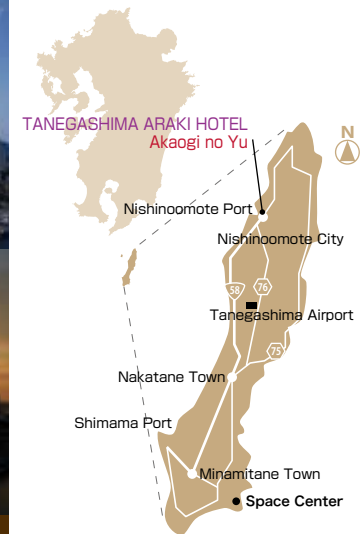 TANEGASHIMA ARAKI HOTEL
Akaogi no Yu
N
Nishinoomote Port
Nishinoomote City
58
76
Tanegashima Airport
75
Nakatane Town
Shimama Port
Minamitane Town
Space Center